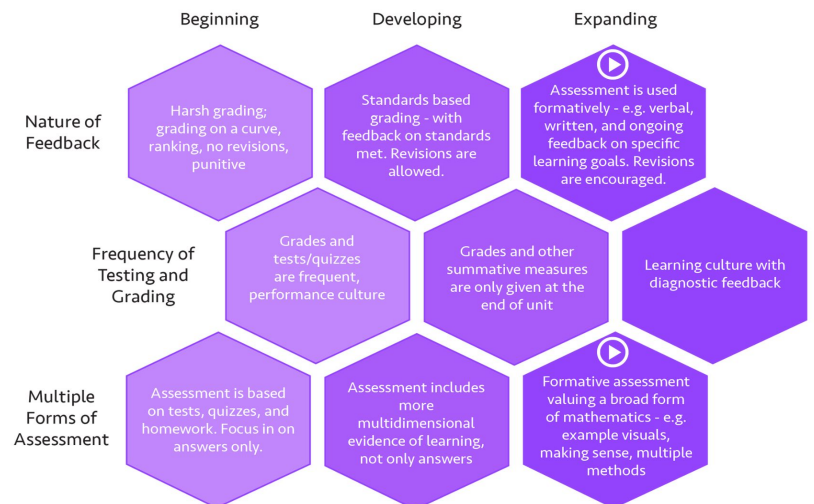 Beginning
Developing
Expanding
Nature of
Feedback
Harsh grading;
grading on a curve,
ranking, no revisions,
punitive
Standards based
grading - with
feedback on standards
met. Revisions are
allowed.
Assessment is used
formatively - e.g. verbal,
written, and ongoing
feedback on specific
learning goals. Revisions
are encouraged.
Frequency of
Testing and
Grading
Grades and
tests/quizzes
are frequent,
performance culture
Grades and other
summative measures
are only given at the
end of unit
Learning culture with
diagnostic feedback
Multiple
Forms of
Assessment
Assessment is based
on tests, quizzes, and
homework. Focus in on
answers only.
Assessment includes
more
multidimensional
evidence of learning,
not only answers
Formative assessment
valuing a broad form
of mathematics - e.g.
example visuals,
making sense, multiple
methods